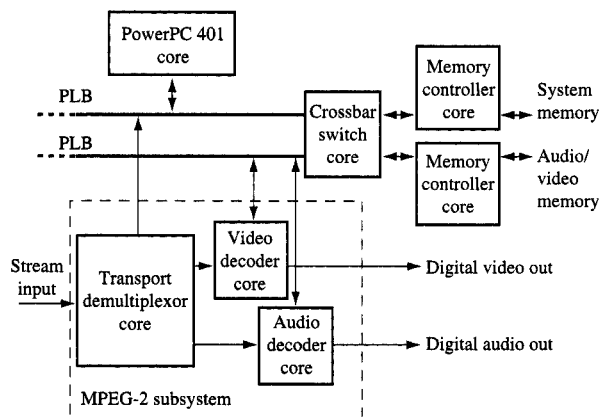 PowerPC 401
core
PLB
PLB
Crossbar
switch
core
Memory
controller
core
System
memory
Memory
controller
core
Audio/
video
memory
Stream
input
Transport
demultiplexor
core
Video
decoder
core
Digital video out
Audio
decoder
core
Digital audio out
MPEG-2 subsystem